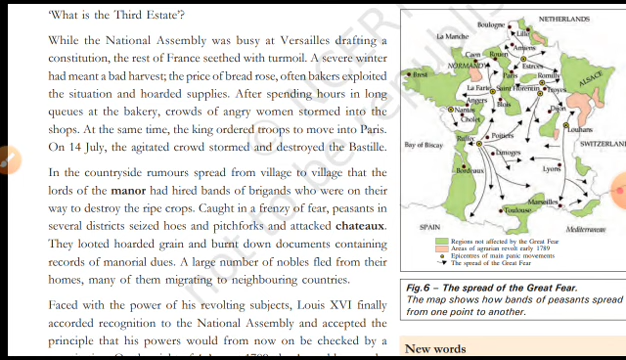 'What is the Third Estate'?
While the National Assembly was busy at Versailles drafting a
constitution, the rest of France seethed with turmoil. A severe winter
had meant a bad harvest; the price of bread rose, often bakers exploited
the situation and hoarded supplies. After spending hours in long
queues at the bakery, crowds of angry women stormed into the
shops. At the same time, the king ordered troops to move into Paris.
On 14 July, the agitated crowd stormed and destroyed the Bastille.
In the countryside rumours spread from village to village that the
lords of the manor had hired bands of brigands who were on their
way to destroy the ripe crops. Caught in a frenzy of fear, peasants in
several districts seized hoes and pitchforks and attacked chateaux.
They looted hoarded grain and burnt down documents containing
records of manorial dues. A large number of nobles fled from their
homes, many of them migrating to neighbouring countries.
Faced with the power of his revolting subjects, Louis XVI finally
accorded recognition to the National Assembly and accepted the
principle that his powers would from now on be checked by a
NETHERLANDS
Boulogne
Lille
La Manche
Amiens
Caen
Rouen
NORMANDY
Estrees
Brest
Paris
Romilly
ALSACE
La Ferte
Saint Florentin
Troyes
Angers
Blois
Nantes
Dijon
Cholet
Louhans
Ruffec
Poitiers
SWITZERLAN
Bay of Biscay
Limoges
Lyons
Bordeaux
Marseilles
Toulouse
SPAIN
Mediterranean
Regions not affected by the Great Fear
Areas of agrarian revolt early 1789
Epicentres of main panic movements
The spread of the Great Fear
Fig.6 – The spread of the Great Fear.
The map shows how bands of peasants spread
from one point to another.
New words